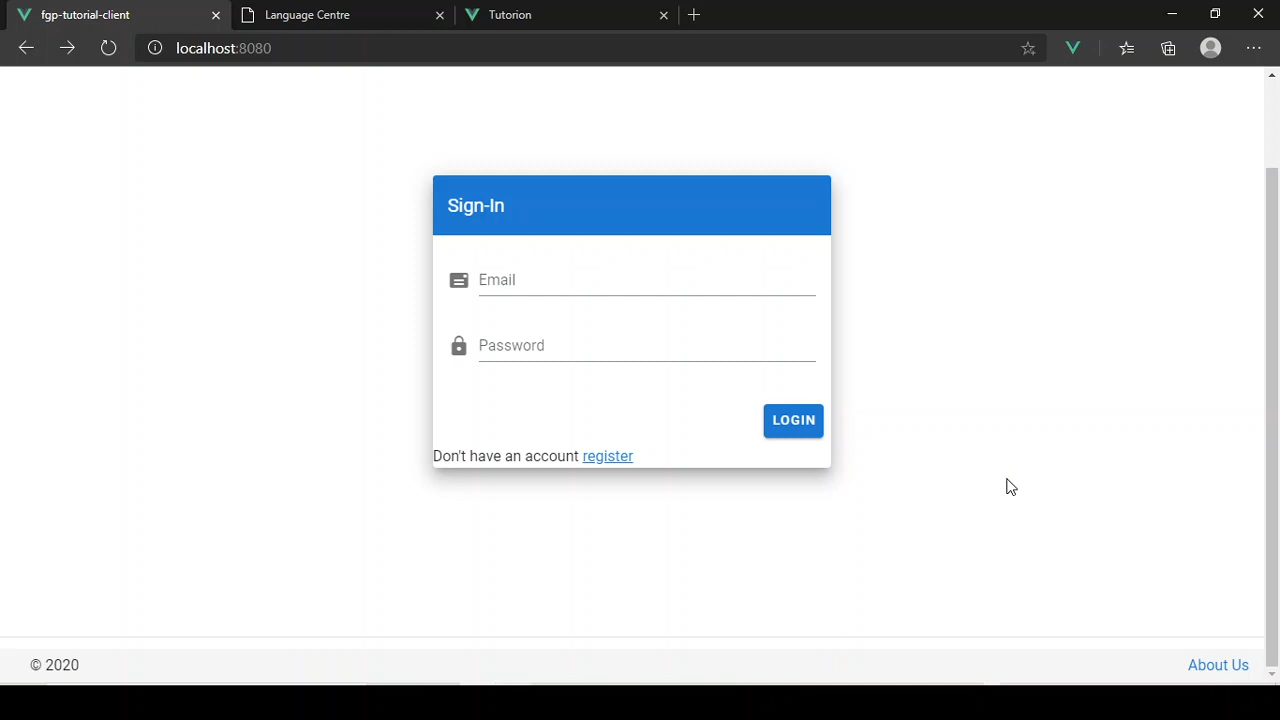 fgp-tutorial-client
Language Centre
Tutorion
localhost:8080
Sign-In
Email
Password
LOGIN
Don't have an account register
© 2020
About Us